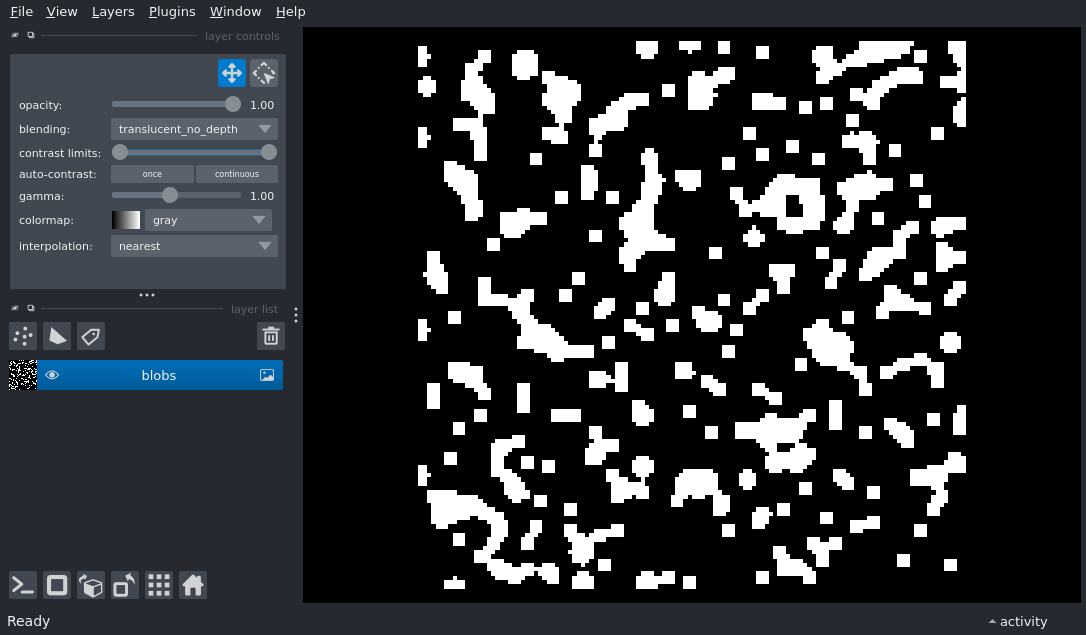 File View Layers Plugins Window Help
layer controls
opacity: 1.00
blending: translucent_no_depth
contrast limits:
auto-contrast: once continuous
gamma: 1.00
colormap: gray
interpolation: nearest
layer list
blobs
Ready activity